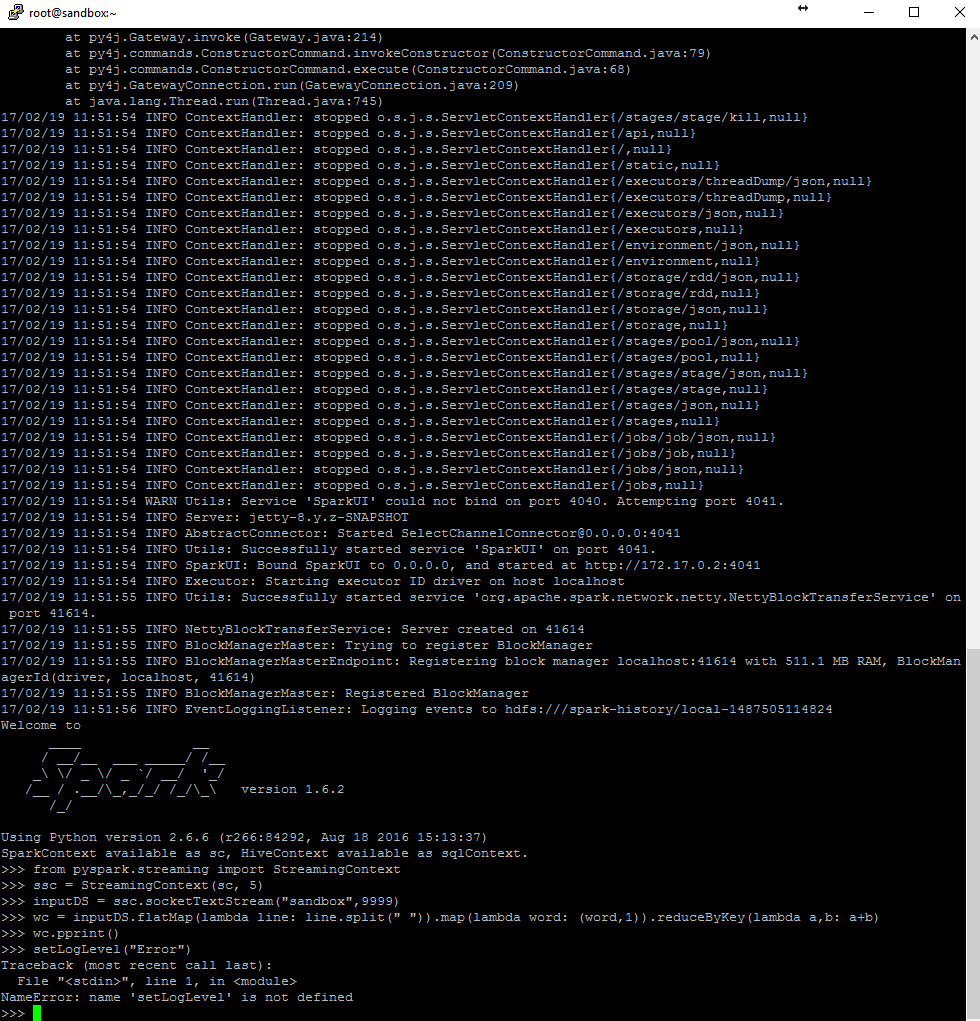 root@sandbox:~
        at py4j.Gateway.invoke(Gateway.java:214)
        at py4j.commands.ConstructorCommand.invokeConstructor(ConstructorCommand.java:79)
        at py4j.commands.ConstructorCommand.execute(ConstructorCommand.java:68)
        at py4j.GatewayConnection.run(GatewayConnection.java:209)
        at java.lang.Thread.run(Thread.java:745)
17/02/19 11:51:54 INFO ContextHandler: stopped o.s.j.s.ServletContextHandler{/stages/stage/kill,null}
17/02/19 11:51:54 INFO ContextHandler: stopped o.s.j.s.ServletContextHandler{/api,null}
17/02/19 11:51:54 INFO ContextHandler: stopped o.s.j.s.ServletContextHandler{/,null}
17/02/19 11:51:54 INFO ContextHandler: stopped o.s.j.s.ServletContextHandler{/static,null}
17/02/19 11:51:54 INFO ContextHandler: stopped o.s.j.s.ServletContextHandler{/executors/threadDump/json,null}
17/02/19 11:51:54 INFO ContextHandler: stopped o.s.j.s.ServletContextHandler{/executors/threadDump,null}
17/02/19 11:51:54 INFO ContextHandler: stopped o.s.j.s.ServletContextHandler{/executors/json,null}
17/02/19 11:51:54 INFO ContextHandler: stopped o.s.j.s.ServletContextHandler{/executors,null}
17/02/19 11:51:54 INFO ContextHandler: stopped o.s.j.s.ServletContextHandler{/environment/json,null}
17/02/19 11:51:54 INFO ContextHandler: stopped o.s.j.s.ServletContextHandler{/environment,null}
17/02/19 11:51:54 INFO ContextHandler: stopped o.s.j.s.ServletContextHandler{/storage/rdd/json,null}
17/02/19 11:51:54 INFO ContextHandler: stopped o.s.j.s.ServletContextHandler{/storage/rdd,null}
17/02/19 11:51:54 INFO ContextHandler: stopped o.s.j.s.ServletContextHandler{/storage/json,null}
17/02/19 11:51:54 INFO ContextHandler: stopped o.s.j.s.ServletContextHandler{/storage,null}
17/02/19 11:51:54 INFO ContextHandler: stopped o.s.j.s.ServletContextHandler{/stages/pool/json,null}
17/02/19 11:51:54 INFO ContextHandler: stopped o.s.j.s.ServletContextHandler{/stages/pool,null}
17/02/19 11:51:54 INFO ContextHandler: stopped o.s.j.s.ServletContextHandler{/stages/stage/json,null}
17/02/19 11:51:54 INFO ContextHandler: stopped o.s.j.s.ServletContextHandler{/stages/stage,null}
17/02/19 11:51:54 INFO ContextHandler: stopped o.s.j.s.ServletContextHandler{/stages/json,null}
17/02/19 11:51:54 INFO ContextHandler: stopped o.s.j.s.ServletContextHandler{/stages,null}
17/02/19 11:51:54 INFO ContextHandler: stopped o.s.j.s.ServletContextHandler{/jobs/job/json,null}
17/02/19 11:51:54 INFO ContextHandler: stopped o.s.j.s.ServletContextHandler{/jobs/job,null}
17/02/19 11:51:54 INFO ContextHandler: stopped o.s.j.s.ServletContextHandler{/jobs/json,null}
17/02/19 11:51:54 INFO ContextHandler: stopped o.s.j.s.ServletContextHandler{/jobs,null}
17/02/19 11:51:54 WARN Utils: Service 'SparkUI' could not bind on port 4040. Attempting port 4041.
17/02/19 11:51:54 INFO Server: jetty-8.y.z-SNAPSHOT
17/02/19 11:51:54 INFO AbstractConnector: Started SelectChannelConnector@0.0.0.0:4041
17/02/19 11:51:54 INFO Utils: Successfully started service 'SparkUI' on port 4041.
17/02/19 11:51:54 INFO SparkUI: Bound SparkUI to 0.0.0.0, and started at http://172.17.0.2:4041
17/02/19 11:51:54 INFO Executor: Starting executor ID driver on host localhost
17/02/19 11:51:55 INFO Utils: Successfully started service 'org.apache.spark.network.netty.NettyBlockTransferService' on
 port 41614.
17/02/19 11:51:55 INFO NettyBlockTransferService: Server created on 41614
17/02/19 11:51:55 INFO BlockManagerMaster: Trying to register BlockManager
17/02/19 11:51:55 INFO BlockManagerMasterEndpoint: Registering block manager localhost:41614 with 511.1 MB RAM, BlockMan
agerId(driver, localhost, 41614)
17/02/19 11:51:55 INFO BlockManagerMaster: Registered BlockManager
17/02/19 11:51:56 INFO EventLoggingListener: Logging events to hdfs:///spark-history/local-1487505114824
Welcome to
Spark version 1.6.2
Using Python version 2.6.6 (r266:84292, Aug 18 2016 15:13:37)
SparkContext available as sc, HiveContext available as sqlContext.
>>> from pyspark.streaming import StreamingContext
>>> ssc = StreamingContext(sc, 5)
>>> inputDS = ssc.socketTextStream("sandbox",9999)
>>> wc = inputDS.flatMap(lambda line: line.split(" ")).map(lambda word: (word,1)).reduceByKey(lambda a,b: a+b)
>>> wc.pprint()
>>> setLogLevel("Error")
Traceback (most recent call last):
  File "<stdin>", line 1, in <module>
NameError: name 'setLogLevel' is not defined
>>>